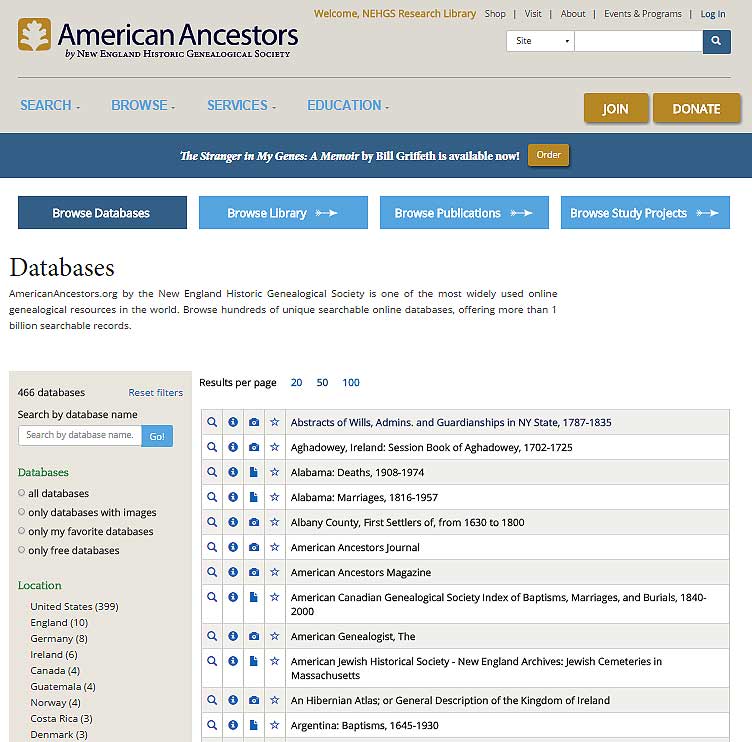 Welcome, NEHGS Research Library Shop | Visit | About | Events & Programs | Log In
American Ancestors
by New England Historic Genealogical Society
Site
SEARCH BROWSE SERVICES EDUCATION JOIN DONATE
The Stranger in My Genes: A Memoir by Bill Griffeth is available now! Order
Browse Databases Browse Library Browse Publications Browse Study Projects
Databases
AmericanAncestors.org by the New England Historic Genealogical Society is one of the most widely used online
genealogical resources in the world. Browse hundreds of unique searchable online databases, offering more than 1
billion searchable records.
466 databases Reset filters
Search by database name
Search by database name. Go!
Databases
all databases
only databases with images
only my favorite databases
only free databases
Location
United States (399)
England (10)
Germany (8)
Ireland (6)
Canada (4)
Guatemala (4)
Norway (4)
Costa Rica (3)
Denmark (3)
Results per page 20 50 100
Abstracts of Wills, Admins. and Guardianships in NY State, 1787-1835
Aghadowey, Ireland: Session Book of Aghadowey, 1702-1725
Alabama: Deaths, 1908-1974
Alabama: Marriages, 1816-1957
Albany County, First Settlers of, from 1630 to 1800
American Ancestors Journal
American Ancestors Magazine
American Canadian Genealogical Society Index of Baptisms, Marriages, and Burials, 1840-
2000
American Genealogist, The
American Jewish Historical Society - New England Archives: Jewish Cemeteries in
Massachusetts
An Hibernian Atlas; or General Description of the Kingdom of Ireland
Argentina: Baptisms, 1645-1930